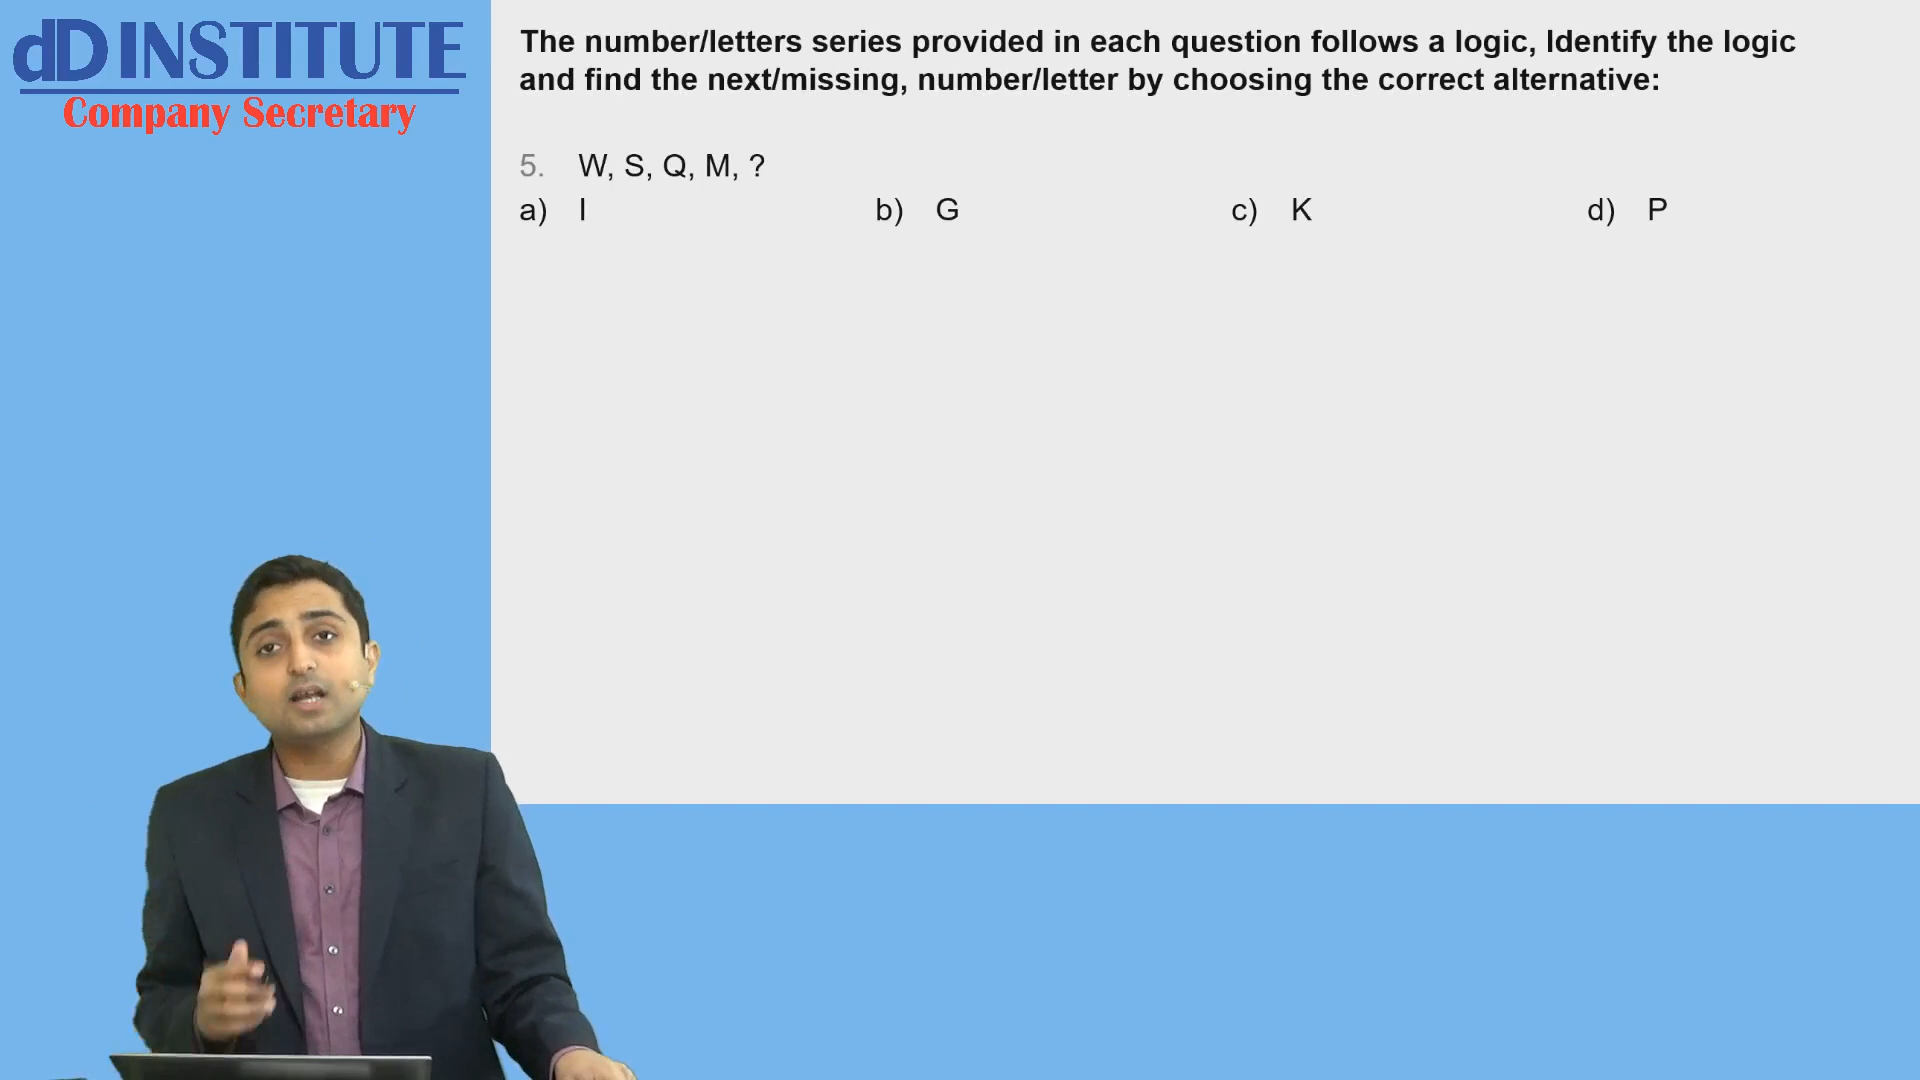 dD INSTITUTE
Company Secretary
The number/letters series provided in each question follows a logic, Identify the logic
and find the next/missing, number/letter by choosing the correct alternative:
5. W, S, Q, M, ?
a) I b) G c) K d) P